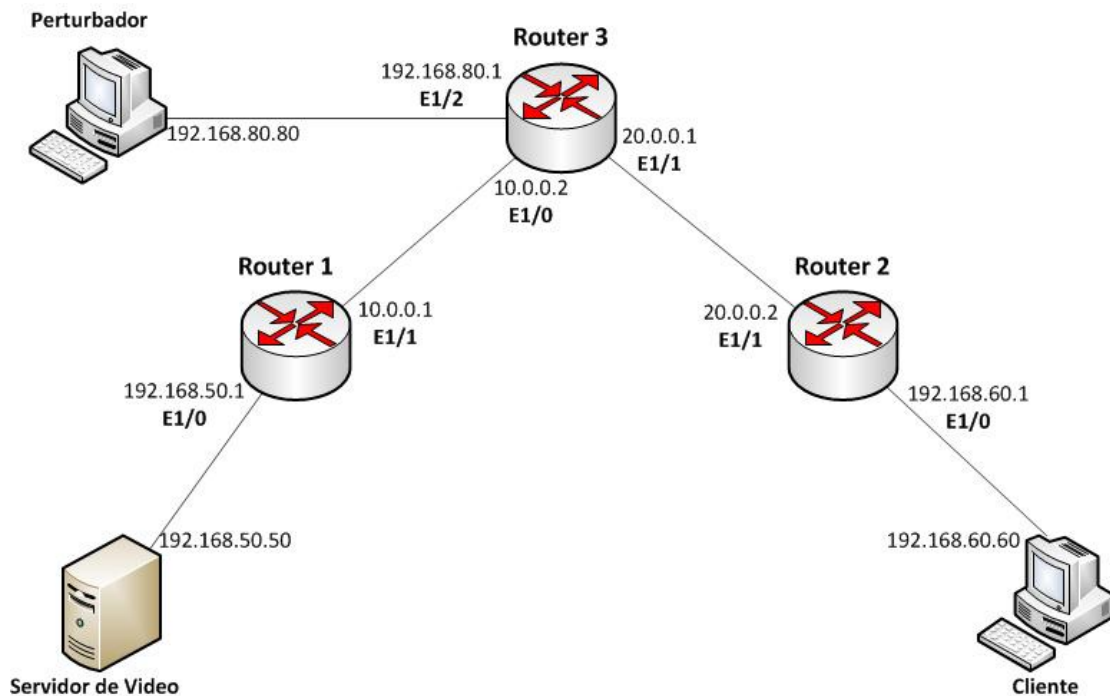 Perturbador
Router 3
192.168.80.1
E1/2
192.168.80.80
20.0.0.1
E1/1
10.0.0.2
E1/0
Router 1
Router 2
10.0.0.1
E1/1
20.0.0.2
E1/1
192.168.50.1
E1/0
192.168.60.1
E1/0
192.168.50.50
192.168.60.60
Servidor de Video
Cliente